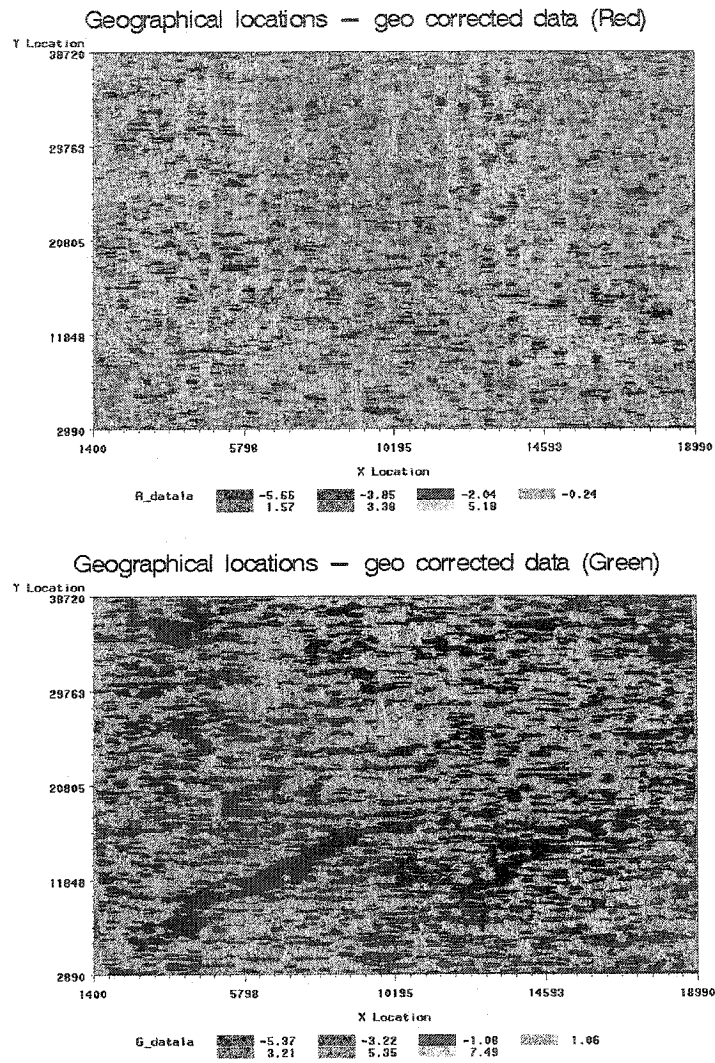 Geographical locations — geo corrected data (Red)
Y Location
38720
29763
20805
11848
2990
1400 5798 10195 14593 18990
X Location
R_data1a -5.66 -3.85 -2.04 -0.24
1.57 3.38 5.18
Geographical locations — geo corrected data (Green)
Y Location
38720
29763
20805
11848
2890
1400 5798 10195 14593 18990
X Location
G_data1a -5.37 -3.22 -1.08 1.06
3.21 5.35 7.49